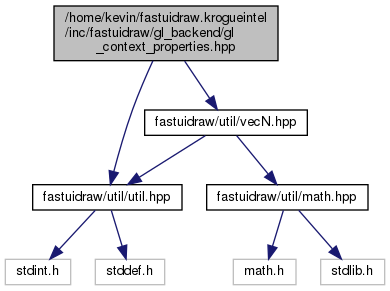 /home/kevin/fastuidraw.krogueintel
/inc/fastuidraw/gl_backend/gl
_context_properties.hpp
fastuidraw/util/vecN.hpp
fastuidraw/util/util.hpp
fastuidraw/util/math.hpp
stdint.h
stddef.h
math.h
stdlib.h